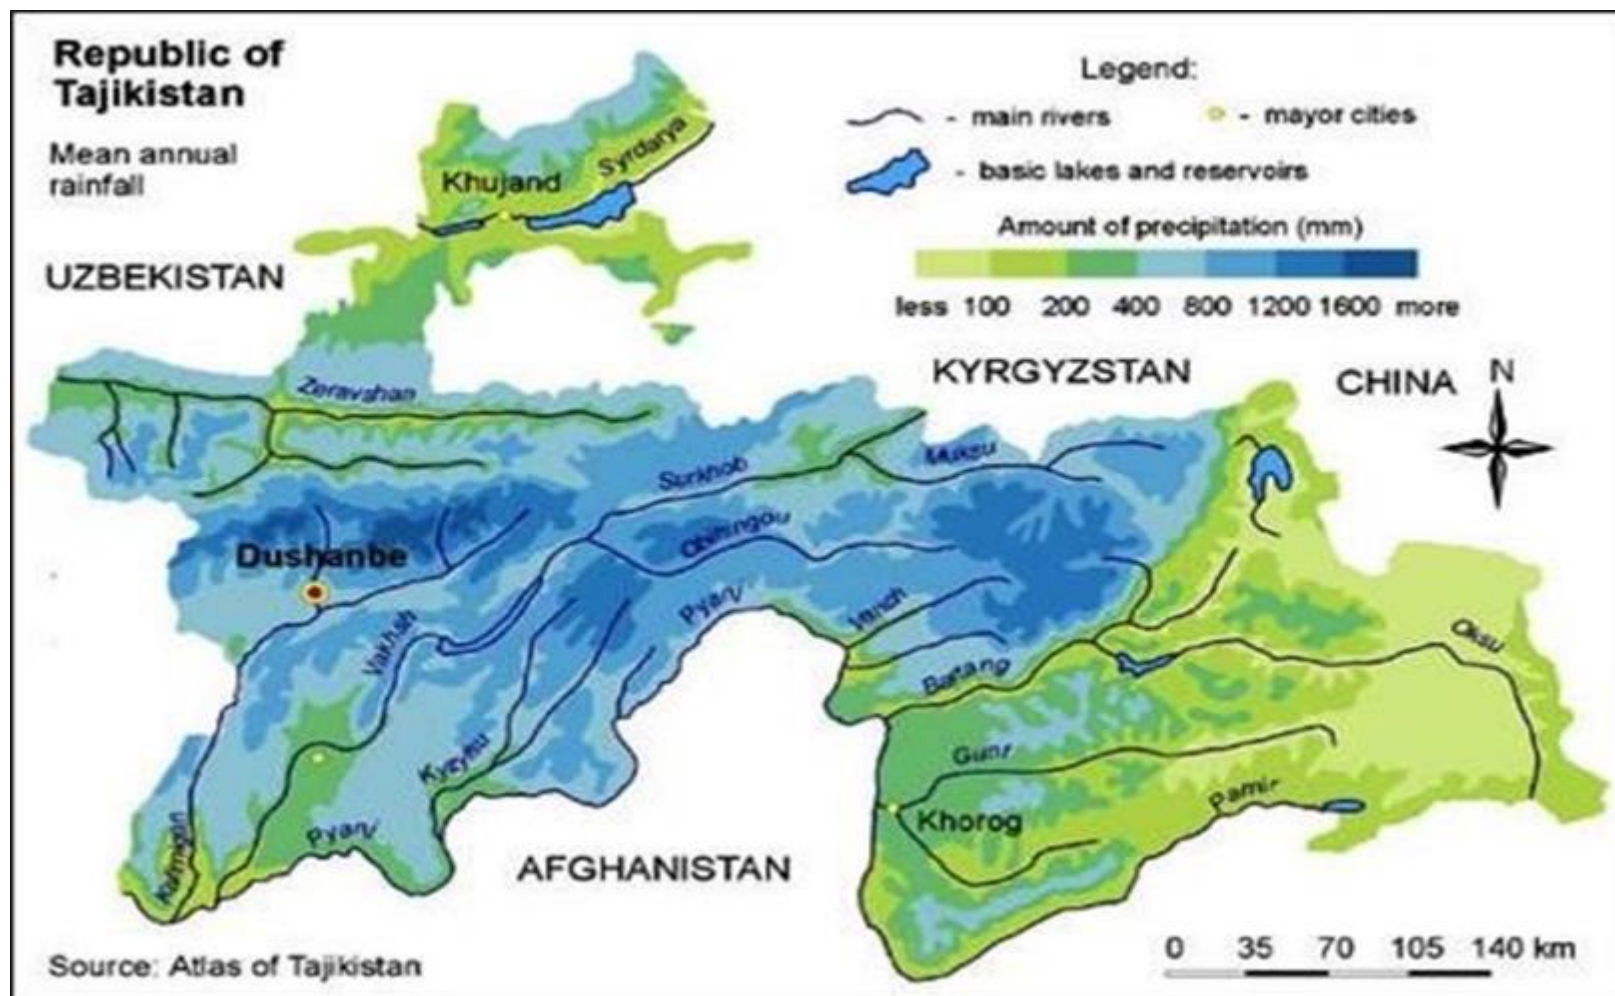 Republic of
Tajikistan
Mean annual
rainfall
Legend:
- main rivers
- mayor cities
- basic lakes and reservoirs
Amount of precipitation (mm)
less 100 200 400 800 1200 1600 more
UZBEKISTAN
KYRGYZSTAN
CHINA
N
Syrdarya
Khujand
Zeravshan
Surkhob
Muksu
Obihingou
Dushanbe
Vakhsh
Pyanj
Vanch
Bartang
Oksu
Kyzylsu
Gunt
Pamir
Khorog
Pyanj
Kafirnigan
AFGHANISTAN
0 35 70 105 140 km
Source: Atlas of Tajikistan